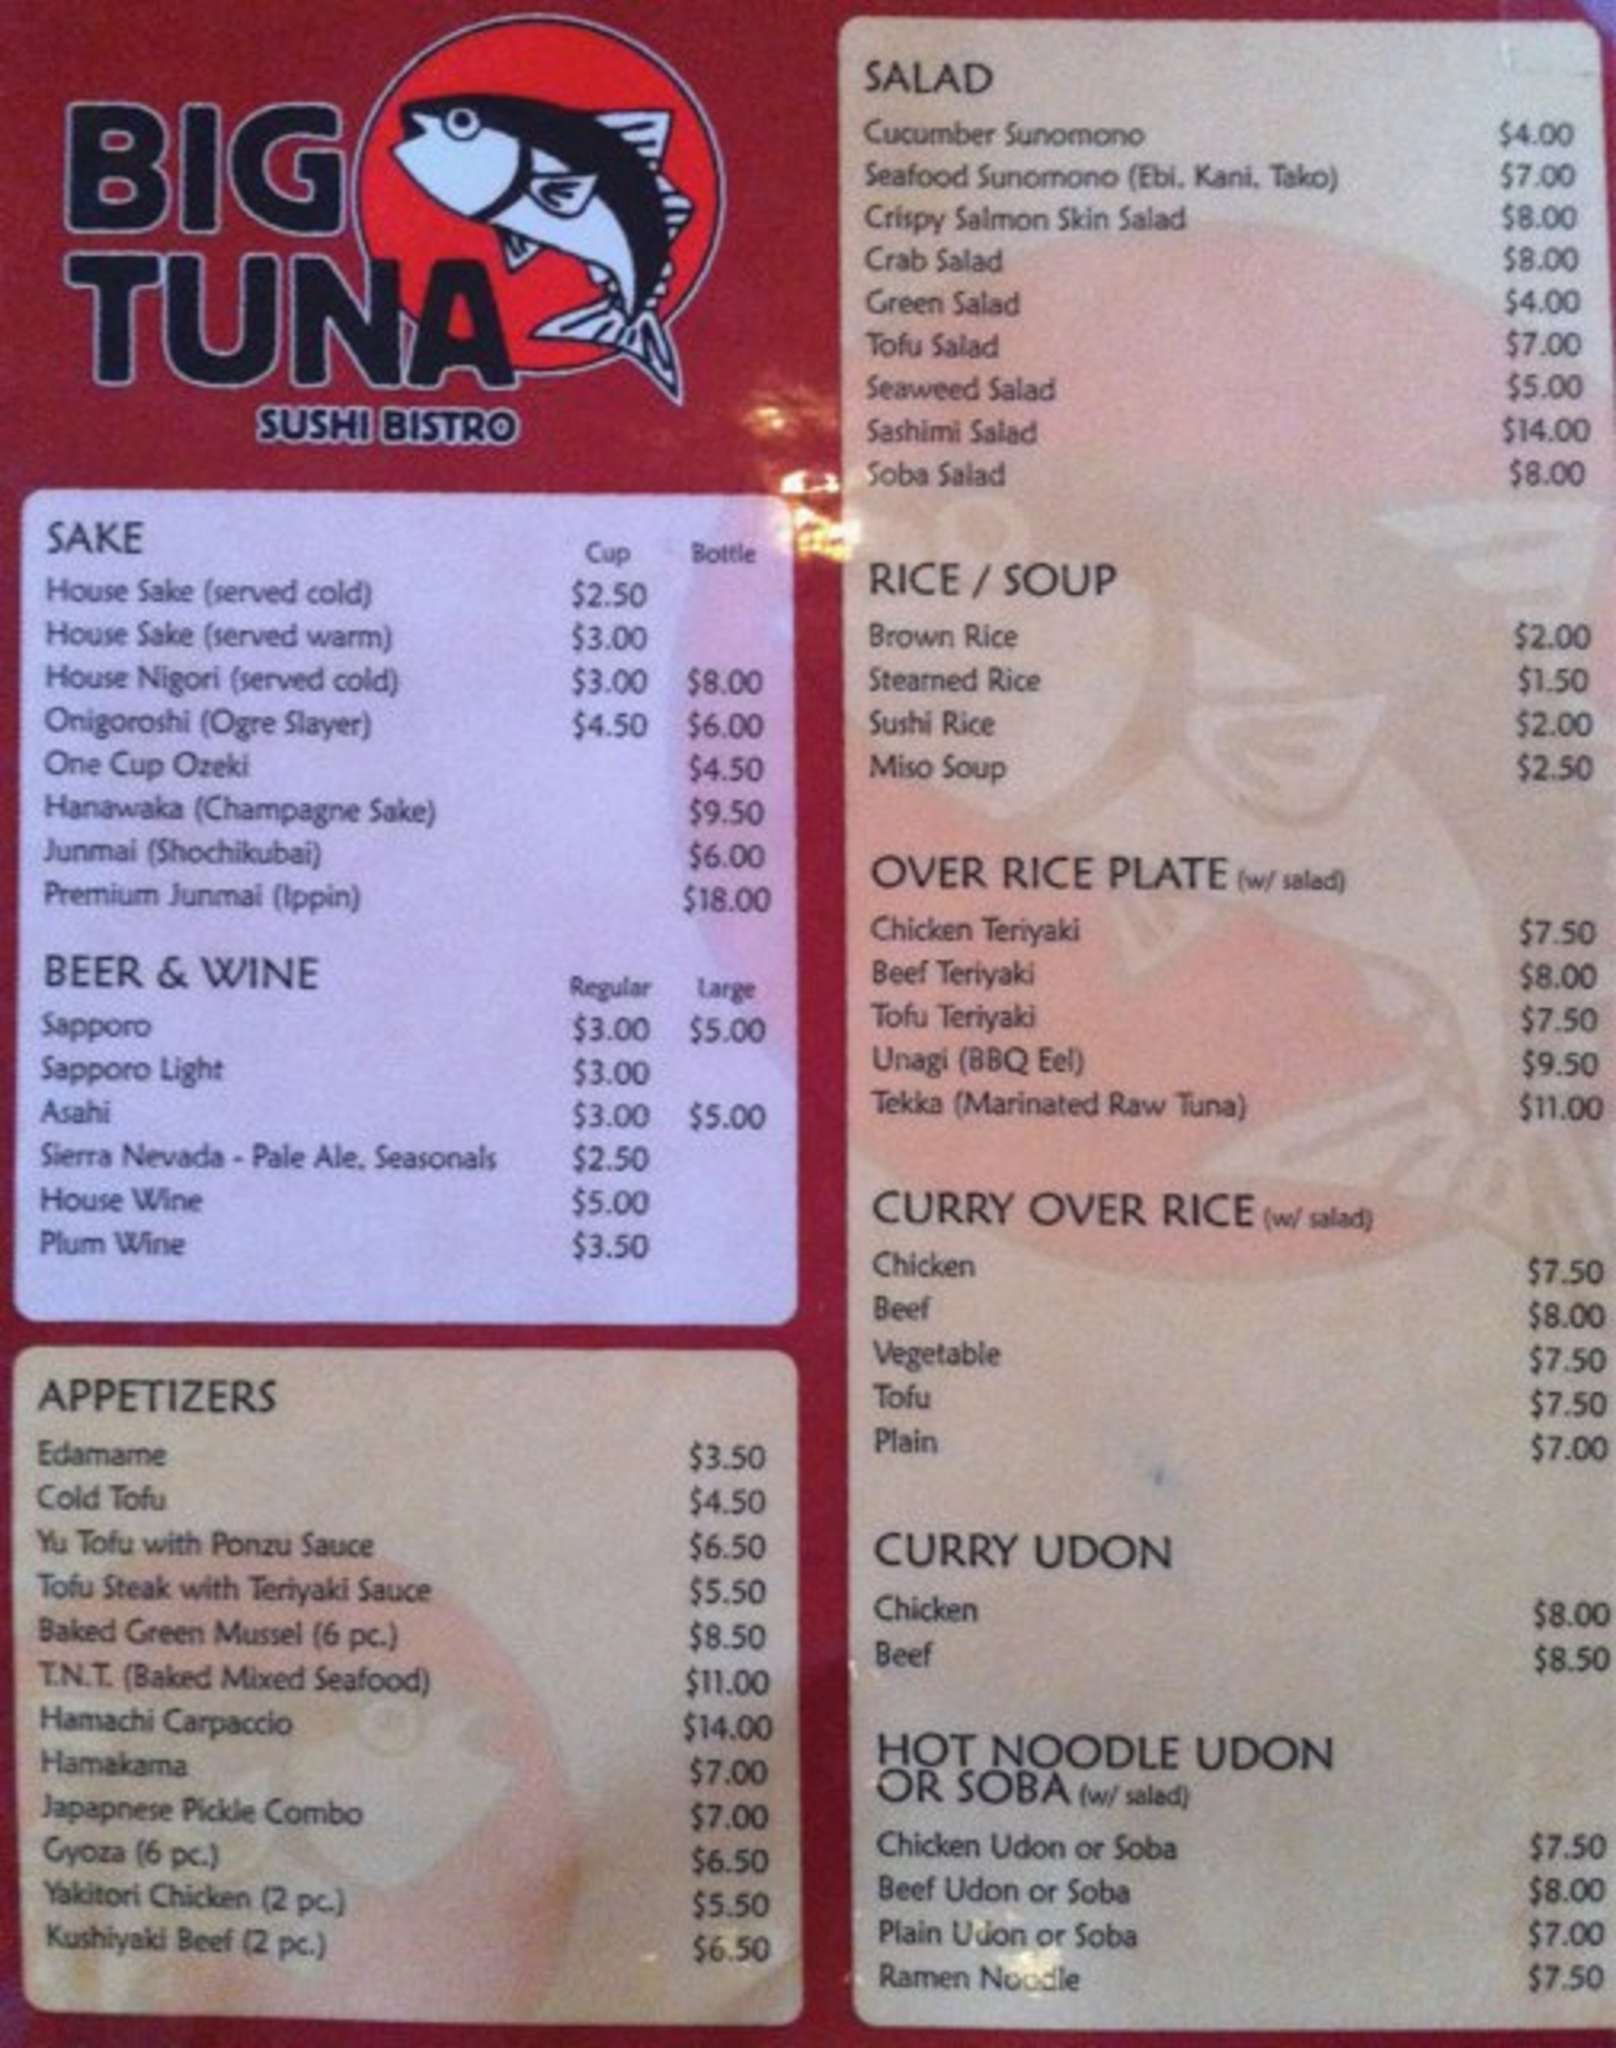 BIG
TUNA
SUSHI BISTRO
SAKE Cup Bottle
House Sake (served cold) $2.50
House Sake (served warm) $3.00
House Nigori (served cold) $3.00 $8.00
Onigoroshi (Ogre Slayer) $4.50 $6.00
One Cup Ozeki $4.50
Hanawaka (Champagne Sake) $9.50
Junmai (Shochikubai) $6.00
Premium Junmai (Ippin) $18.00
BEER & WINE Regular Large
Sapporo $3.00 $5.00
Sapporo Light $3.00
Asahi $3.00 $5.00
Sierra Nevada - Pale Ale, Seasonals $2.50
House Wine $5.00
Plum Wine $3.50
APPETIZERS
Edamame $3.50
Cold Tofu $4.50
Yu Tofu with Ponzu Sauce $6.50
Tofu Steak with Teriyaki Sauce $5.50
Baked Green Mussel (6 pc.) $8.50
T.N.T. (Baked Mixed Seafood) $11.00
Hamachi Carpaccio $14.00
Hamakama $7.00
Japapnese Pickle Combo $7.00
Gyoza (6 pc.) $6.50
Yakitori Chicken (2 pc.) $5.50
Kushiyaki Beef (2 pc.) $6.50
SALAD
Cucumber Sunomono $4.00
Seafood Sunomono (Ebi, Kani, Tako) $7.00
Crispy Salmon Skin Salad $8.00
Crab Salad $8.00
Green Salad $4.00
Tofu Salad $7.00
Seaweed Salad $5.00
Sashimi Salad $14.00
Soba Salad $8.00
RICE / SOUP
Brown Rice $2.00
Steamed Rice $1.50
Sushi Rice $2.00
Miso Soup $2.50
OVER RICE PLATE (w/ salad)
Chicken Teriyaki $7.50
Beef Teriyaki $8.00
Tofu Teriyaki $7.50
Unagi (BBQ Eel) $9.50
Tekka (Marinated Raw Tuna) $11.00
CURRY OVER RICE (w/ salad)
Chicken $7.50
Beef $8.00
Vegetable $7.50
Tofu $7.50
Plain $7.00
CURRY UDON
Chicken $8.00
Beef $8.50
HOT NOODLE UDON
OR SOBA (w/ salad)
Chicken Udon or Soba $7.50
Beef Udon or Soba $8.00
Plain Udon or Soba $7.00
Ramen Noodle $7.50